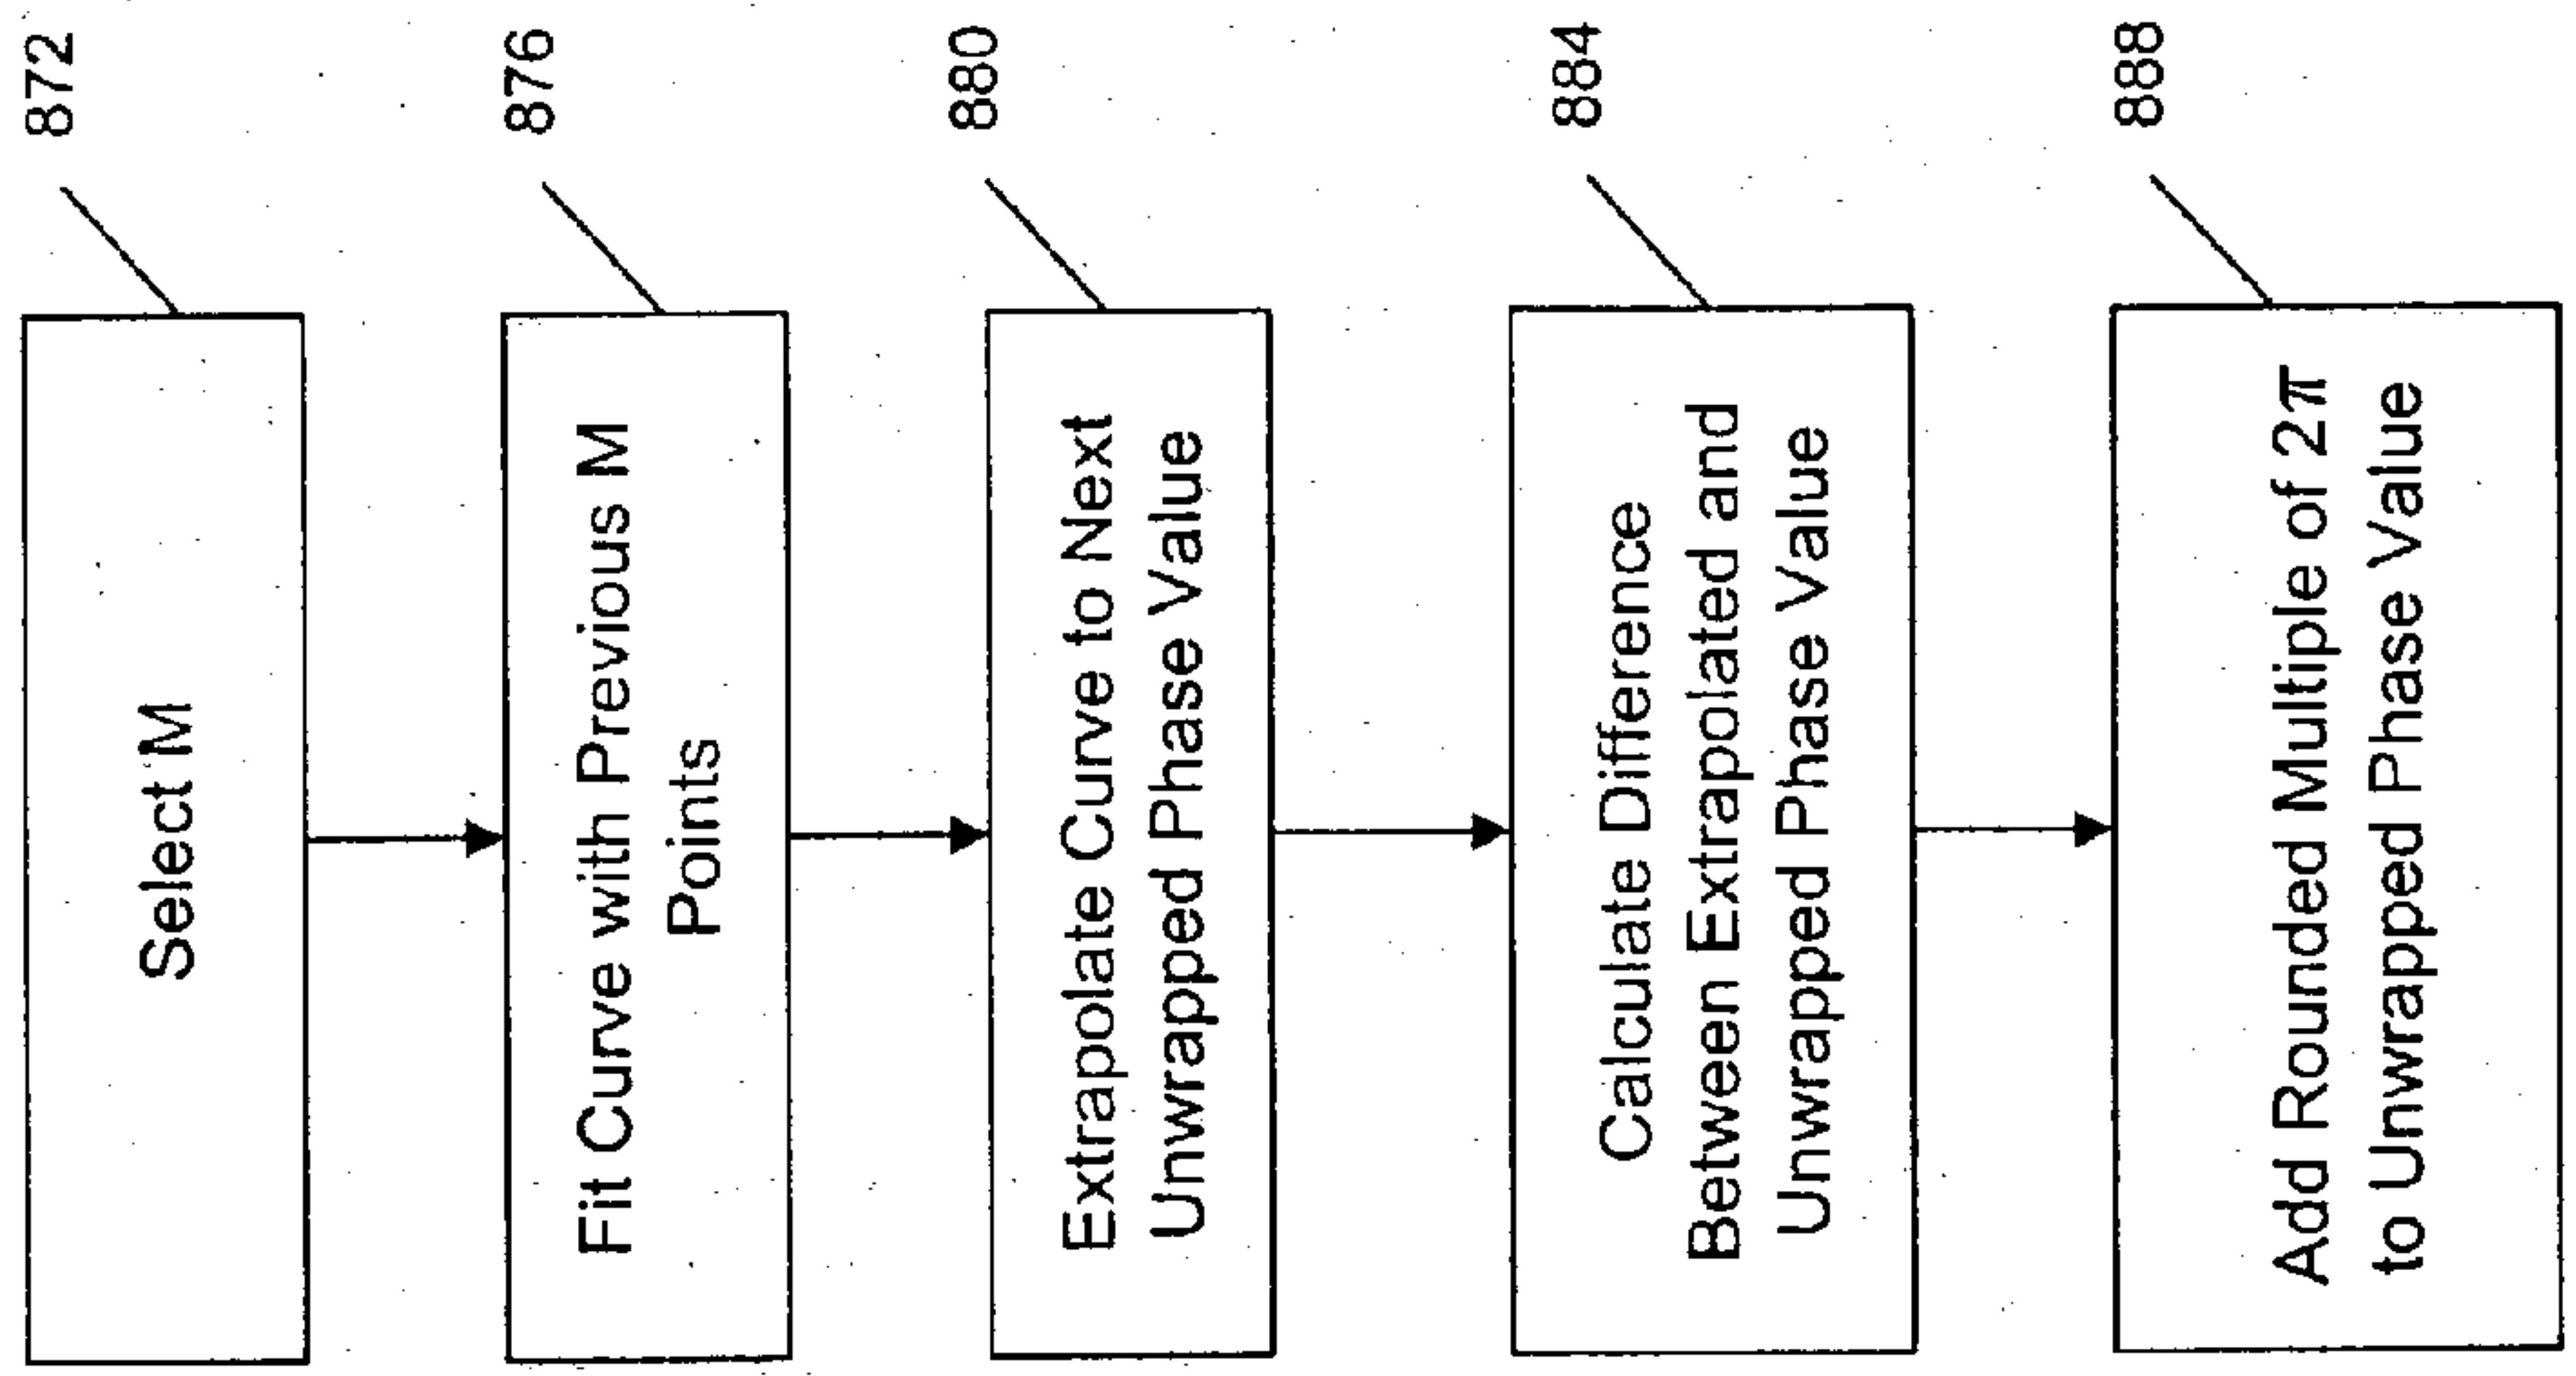 872
Select M
876
Fit Curve with Previous M
Points
880
Extrapolate Curve to Next
Unwrapped Phase Value
884
Calculate Difference
Between Extrapolated and
Unwrapped Phase Value
888
Add Rounded Multiple of 2π
to Unwrapped Phase Value